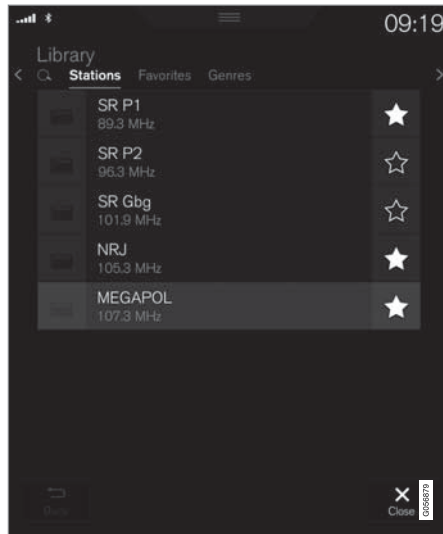 09:19
Library
Stations Favorites Genres
SR P1
89.3 MHz
SR P2
96.3 MHz
SR Gbg
101.9 MHz
NRJ
105.3 MHz
MEGAPOL
107.3 MHz
Close
G056879